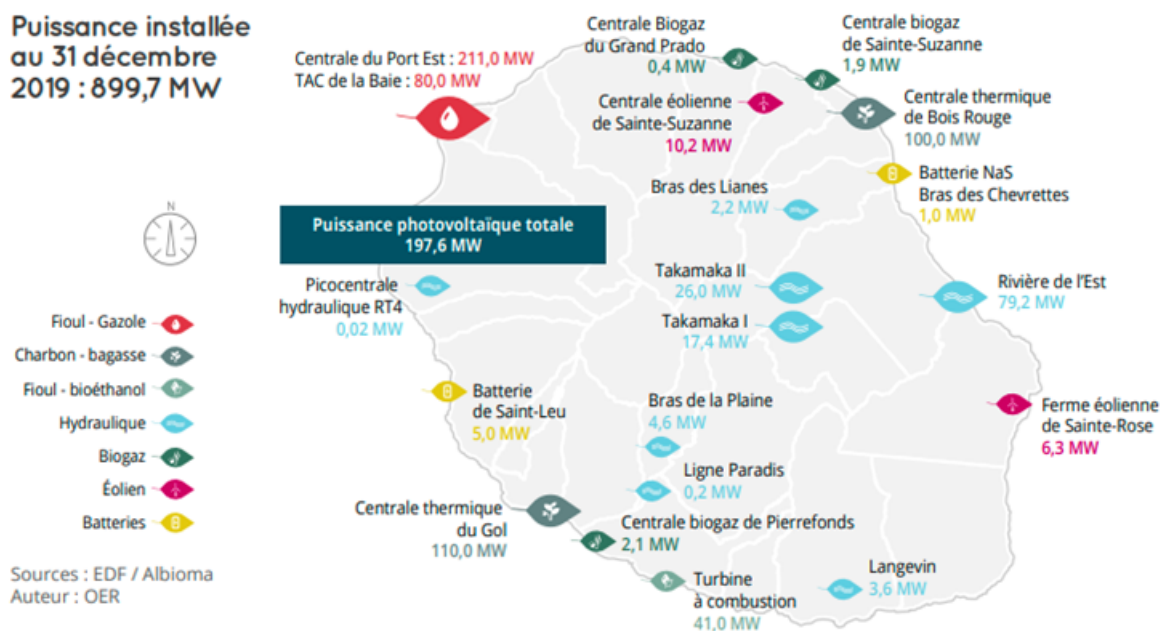 Puissance installée
au 31 décembre
2019 : 899,7 MW
Centrale du Port Est : 211,0 MW
TAC de la Baie : 80,0 MW
Centrale Biogaz
du Grand Prado
0,4 MW
Centrale biogaz
de Sainte-Suzanne
1,9 MW
Centrale éolienne
de Sainte-Suzanne
10,2 MW
Centrale thermique
de Bois Rouge
100,0 MW
Bras des Lianes
2,2 MW
Batterie NaS
Bras des Chevrettes
1,0 MW
N
Puissance photovoltaïque totale
197,6 MW
Picocentrale
hydraulique RT4
0,02 MW
Takamaka II
26,0 MW
Takamaka I
17,4 MW
Rivière de l'Est
79,2 MW
Fioul - Gazole
Charbon - bagasse
Fioul - bioéthanol
Hydraulique
Biogaz
Éolien
Batteries
Batterie
de Saint-Leu
5,0 MW
Bras de la Plaine
4,6 MW
Ferme éolienne
de Sainte-Rose
6,3 MW
Ligne Paradis
0,2 MW
Centrale thermique
du Gol
110,0 MW
Centrale biogaz de Pierrefonds
2,1 MW
Turbine
à combustion
41,0 MW
Langevin
3,6 MW
Sources : EDF / Albioma
Auteur : OER